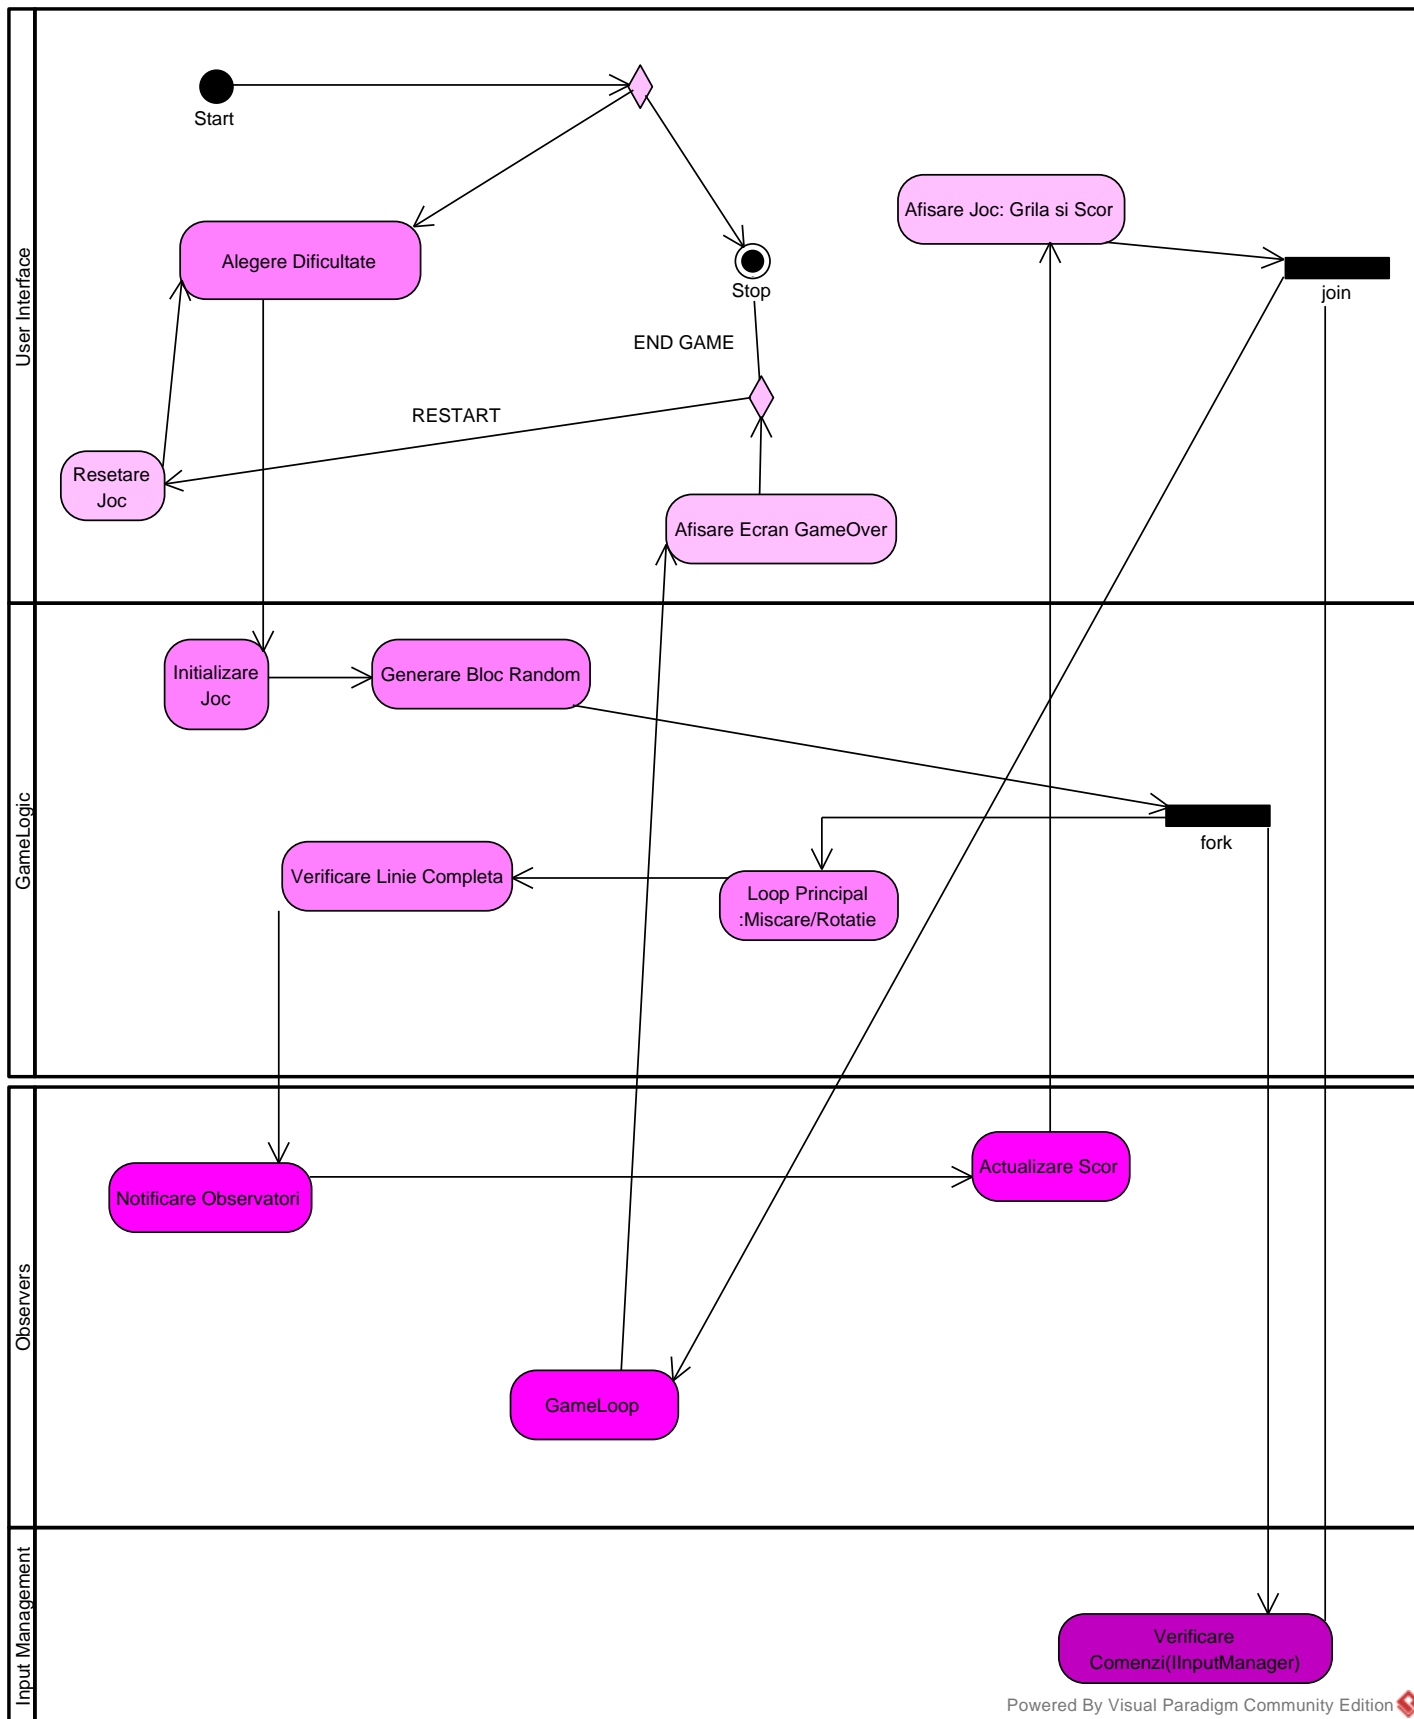 User Interface
Start
Alegere Dificultate
Stop
Afisare Joc: Grila si Scor
join
END GAME
RESTART
Resetare
Joc
Afisare Ecran GameOver
GameLogic
Initializare
Joc
Generare Bloc Random
fork
Verificare Linie Completa
Loop Principal
:Miscare/Rotatie
Observers
Notificare Observatori
Actualizare Scor
GameLoop
Input Management
Verificare
Comenzi(IInputManager)
Powered By Visual Paradigm Community Edition